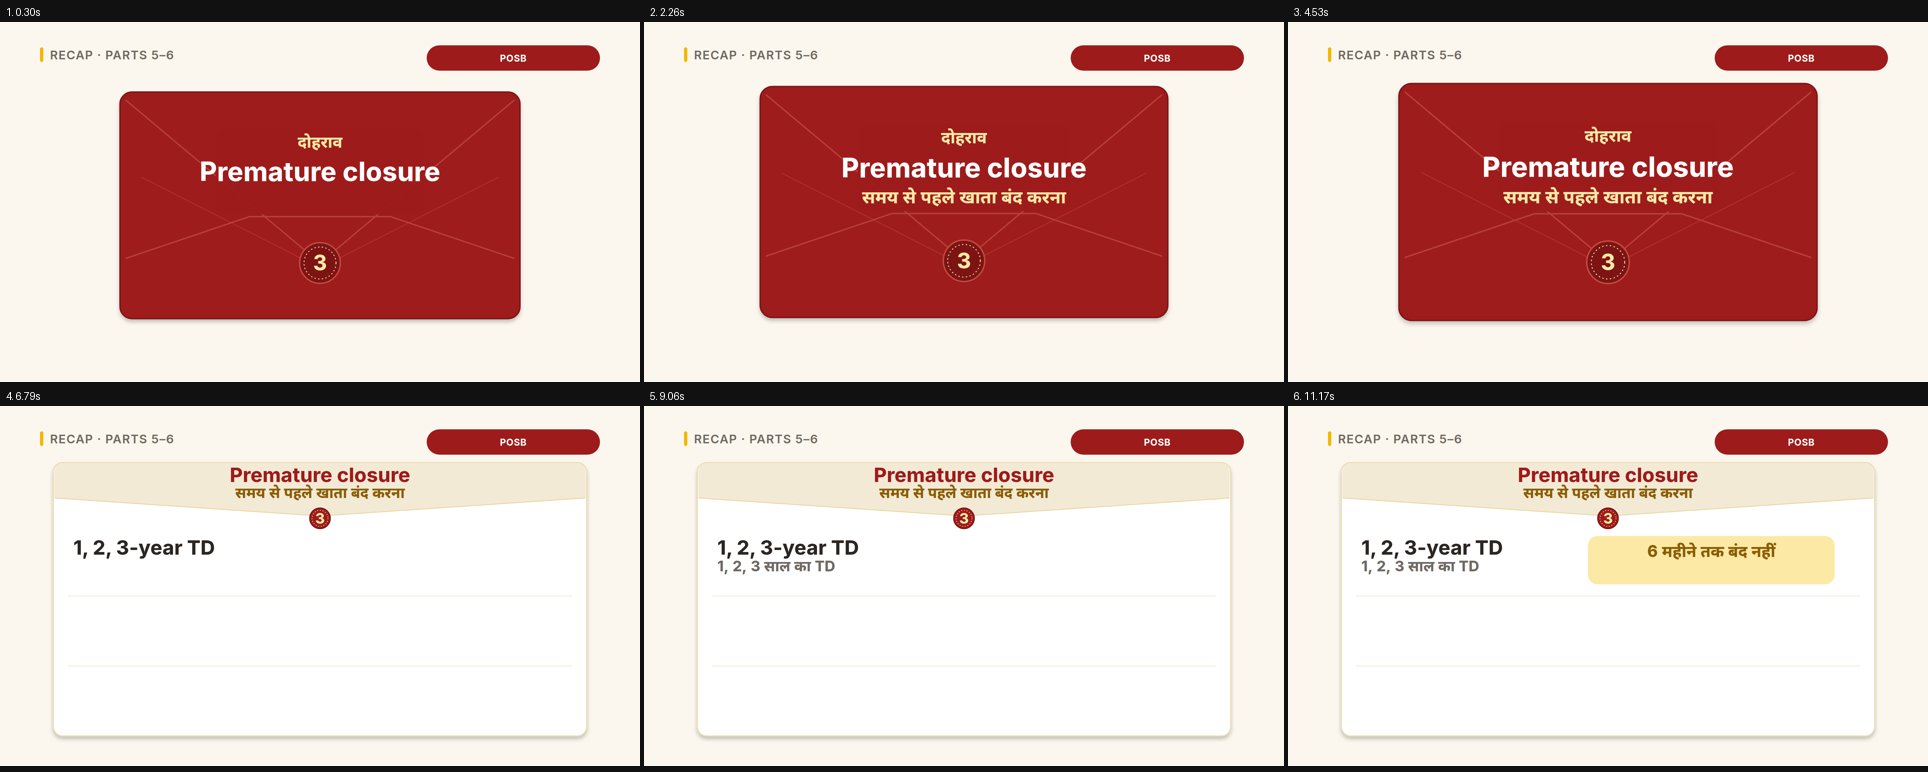 1. 0.30s
RECAP · PARTS 5–6
POSB
दोहराव
Premature closure
3
2. 2.26s
RECAP · PARTS 5–6
POSB
दोहराव
Premature closure
समय से पहले खाता बंद करना
3
3. 4.53s
RECAP · PARTS 5–6
POSB
दोहराव
Premature closure
समय से पहले खाता बंद करना
3
4. 6.79s
RECAP · PARTS 5–6
POSB
Premature closure
समय से पहले खाता बंद करना
3
1, 2, 3-year TD
5. 9.06s
RECAP · PARTS 5–6
POSB
Premature closure
समय से पहले खाता बंद करना
3
1, 2, 3-year TD
1, 2, 3 साल का TD
6. 11.17s
RECAP · PARTS 5–6
POSB
Premature closure
समय से पहले खाता बंद करना
3
1, 2, 3-year TD
1, 2, 3 साल का TD
6 महीने तक बंद नहीं